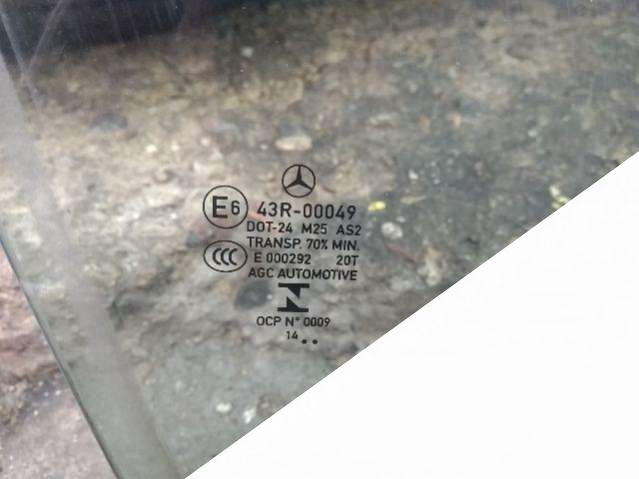 E6 43R-00049
DOT-24 M25 AS2
TRANSP. 70% MIN.
CCC E 000292 20T
AGC AUTOMOTIVE
N
OCP N° 0009
14 ..